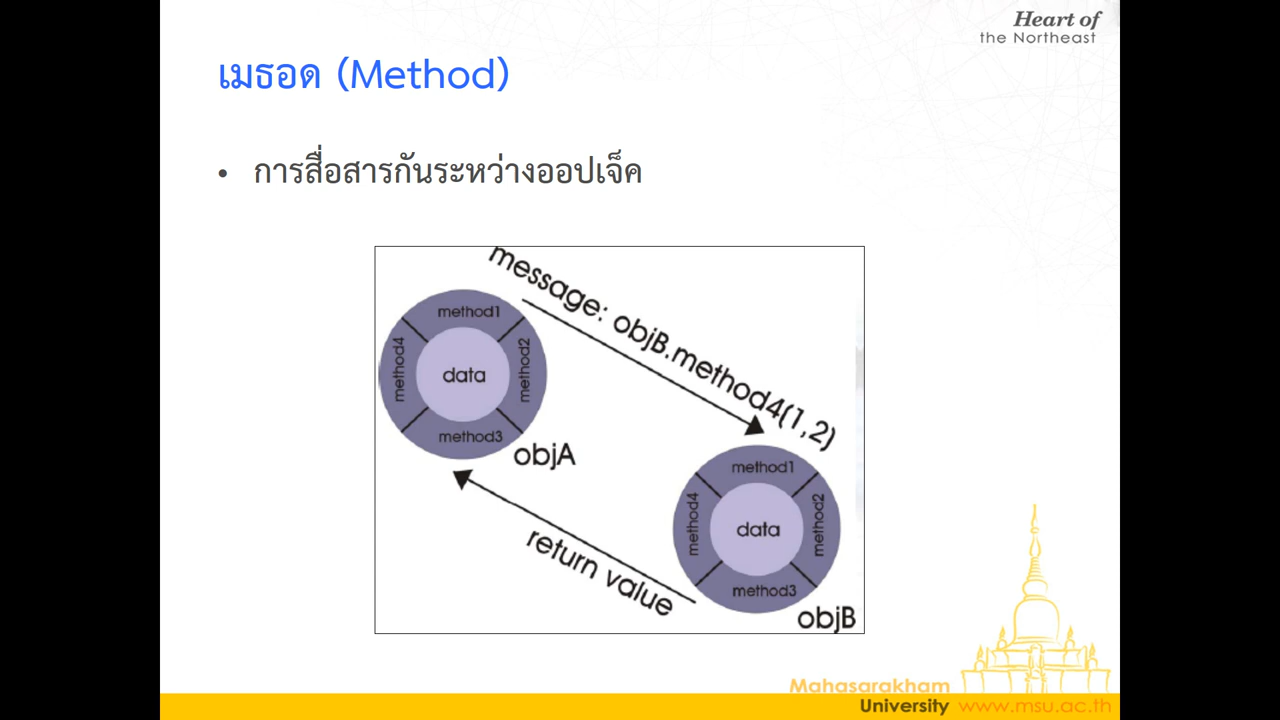 Heart of
the Northeast
เมธอด (Method)
• การสื่อสารกันระหว่างออปเจ็ค
message: objB.method4(1,2)
method1
method4
data
method2
method3
objA
method1
method4
data
method2
method3
objB
return value
Mahasarakham
University www.msu.ac.th